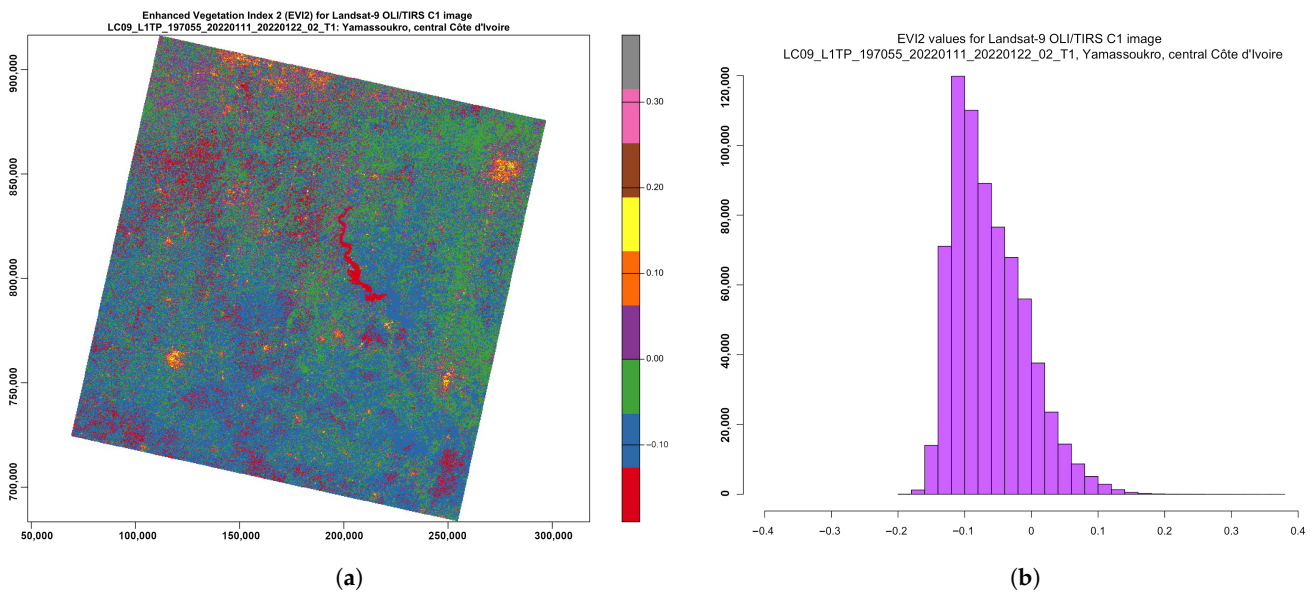 Enhanced Vegetation Index 2 (EVI2) for Landsat-9 OLI/TIRS C1 image
LC09_L1TP_197055_20220111_20220122_02_T1: Yamassoukro, central Côte d'Ivoire
900,000
850,000
800,000
750,000
700,000
50,000 100,000 150,000 200,000 250,000 300,000
0.30
0.20
0.10
0.00
−0.10
(a)
EVI2 values for Landsat-9 OLI/TIRS C1 image
LC09_L1TP_197055_20220111_20220122_02_T1, Yamassoukro, central Côte d'Ivoire
120,000
100,000
80,000
60,000
40,000
20,000
0
−0.4 −0.3 −0.2 −0.1 0 0.1 0.2 0.3 0.4
(b)